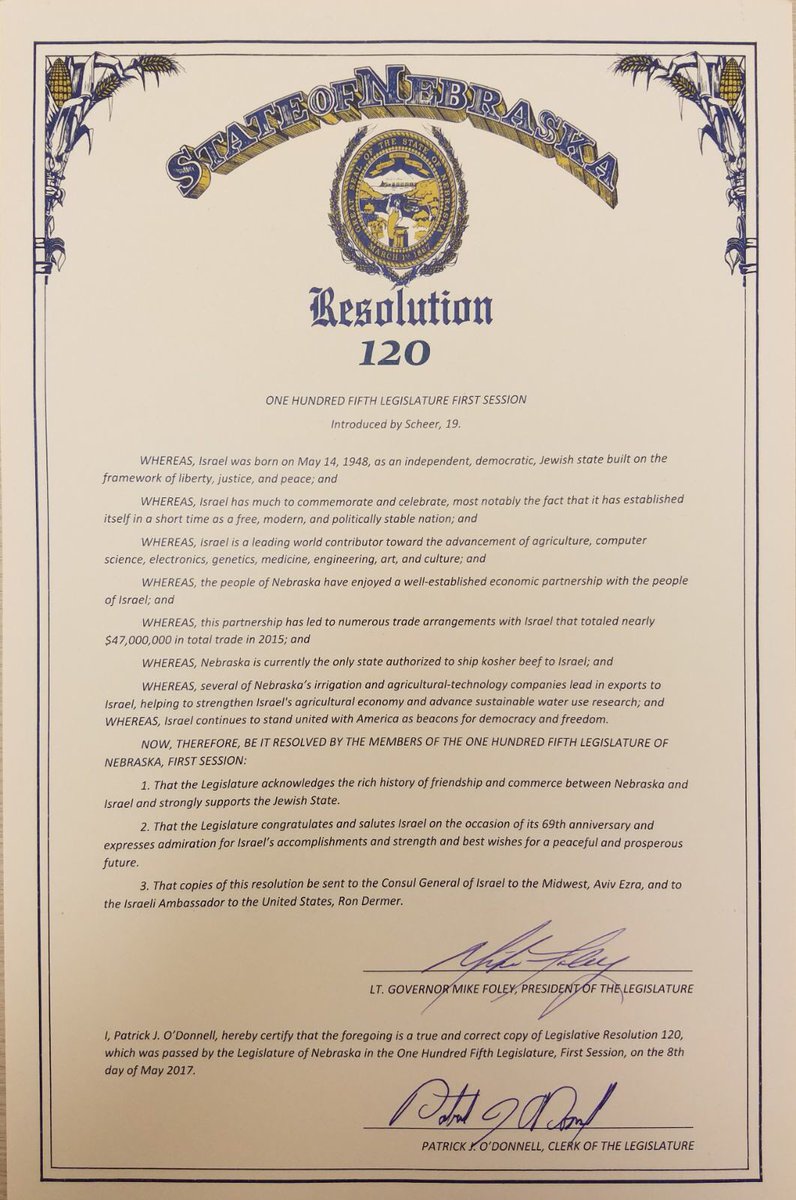 STATE OF NEBRASKA
GREAT SEAL OF THE STATE OF NEBRASKA
MARCH 1ST 1867
Resolution
120
ONE HUNDRED FIFTH LEGISLATURE FIRST SESSION
Introduced by Scheer, 19.
WHEREAS, Israel was born on May 14, 1948, as an independent, democratic, Jewish state built on the
framework of liberty, justice, and peace; and
WHEREAS, Israel has much to commemorate and celebrate, most notably the fact that it has established
itself in a short time as a free, modern, and politically stable nation; and
WHEREAS, Israel is a leading world contributor toward the advancement of agriculture, computer
science, electronics, genetics, medicine, engineering, art, and culture; and
WHEREAS, the people of Nebraska have enjoyed a well-established economic partnership with the people
of Israel; and
WHEREAS, this partnership has led to numerous trade arrangements with Israel that totaled nearly
$47,000,000 in total trade in 2015; and
WHEREAS, Nebraska is currently the only state authorized to ship kosher beef to Israel; and
WHEREAS, several of Nebraska's irrigation and agricultural-technology companies lead in exports to
Israel, helping to strengthen Israel's agricultural economy and advance sustainable water use research; and
WHEREAS, Israel continues to stand united with America as beacons for democracy and freedom.
NOW, THEREFORE, BE IT RESOLVED BY THE MEMBERS OF THE ONE HUNDRED FIFTH LEGISLATURE OF
NEBRASKA, FIRST SESSION:
1. That the Legislature acknowledges the rich history of friendship and commerce between Nebraska and
Israel and strongly supports the Jewish State.
2. That the Legislature congratulates and salutes Israel on the occasion of its 69th anniversary and
expresses admiration for Israel's accomplishments and strength and best wishes for a peaceful and prosperous
future.
3. That copies of this resolution be sent to the Consul General of Israel to the Midwest, Aviv Ezra, and to
the Israeli Ambassador to the United States, Ron Dermer.
Mike Foley
LT. GOVERNOR MIKE FOLEY, PRESIDENT OF THE LEGISLATURE
I, Patrick J. O'Donnell, hereby certify that the foregoing is a true and correct copy of Legislative Resolution 120,
which was passed by the Legislature of Nebraska in the One Hundred Fifth Legislature, First Session, on the 8th
day of May 2017.
PATRICK J. O'DONNELL, CLERK OF THE LEGISLATURE